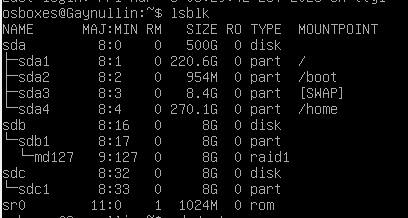 osboxes@Gaynullin:~$ lsblk
NAME MAJ:MIN RM SIZE RO TYPE MOUNTPOINT
sda 8:0 0 500G 0 disk
├─sda1 8:1 0 220.6G 0 part /
├─sda2 8:2 0 954M 0 part /boot
├─sda3 8:3 0 8.4G 0 part [SWAP]
└─sda4 8:4 0 270.1G 0 part /home
sdb 8:16 0 8G 0 disk
└─sdb1 8:17 0 8G 0 part
└─md127 9:127 0 8G 0 raid1
sdc 8:32 0 8G 0 disk
└─sdc1 8:33 0 8G 0 part
sr0 11:0 1 1024M 0 rom